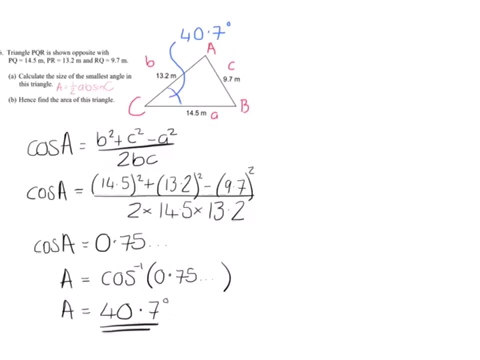 40.7°
5. Triangle PQR is shown opposite with
PQ = 14.5 m, PR = 13.2 m and RQ = 9.7 m.
(a) Calculate the size of the smallest angle in
this triangle. A = ½ab sin C
(b) Hence find the area of this triangle.
A
b
c
13.2 m
9.7 m
C
B
14.5 m
a
cosA = b² + c² - a² / 2bc
cosA = (14.5)² + (13.2)² - (9.7)² / 2 × 14.5 × 13.2
cosA = 0.75...
A = cos⁻¹(0.75... )
A = 40.7°